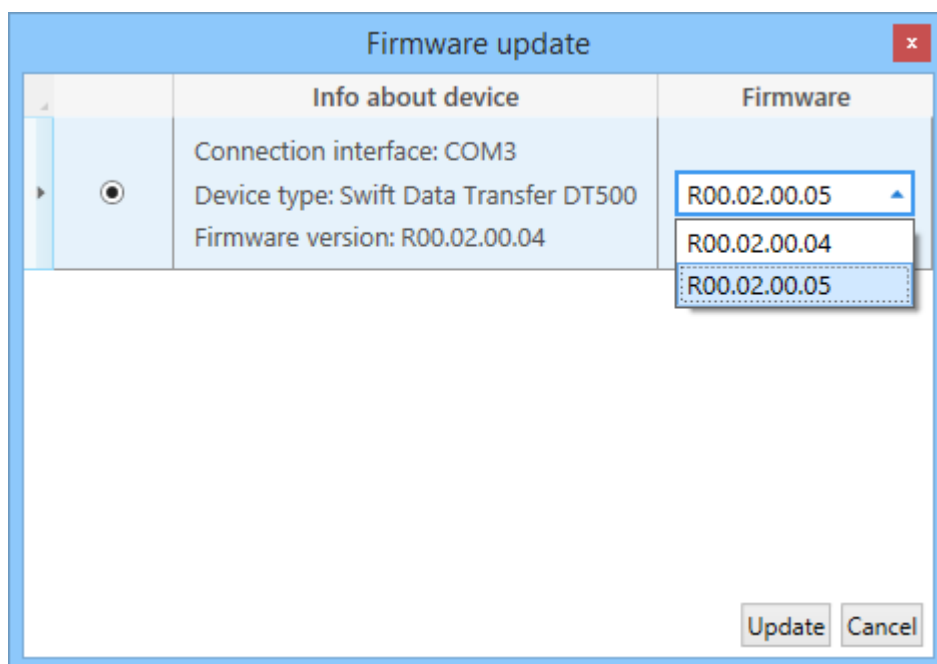 Firmware update
x
Info about device
Firmware
Connection interface: COM3
Device type: Swift Data Transfer DT500
Firmware version: R00.02.00.04
R00.02.00.05
R00.02.00.04
R00.02.00.05
Update
Cancel